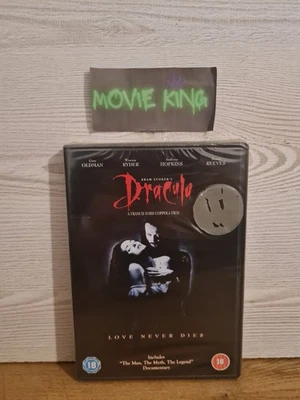 MOVIE KING
Gary Winona Anthony
OLDMAN RYDER HOPKINS REEVES
BRAM STOKER'S
Dracula
A FRANCIS FORD COPPOLA FILM
LOVE NEVER DIES
Includes
"The Man, The Myth, The Legend"
Documentary
18 18